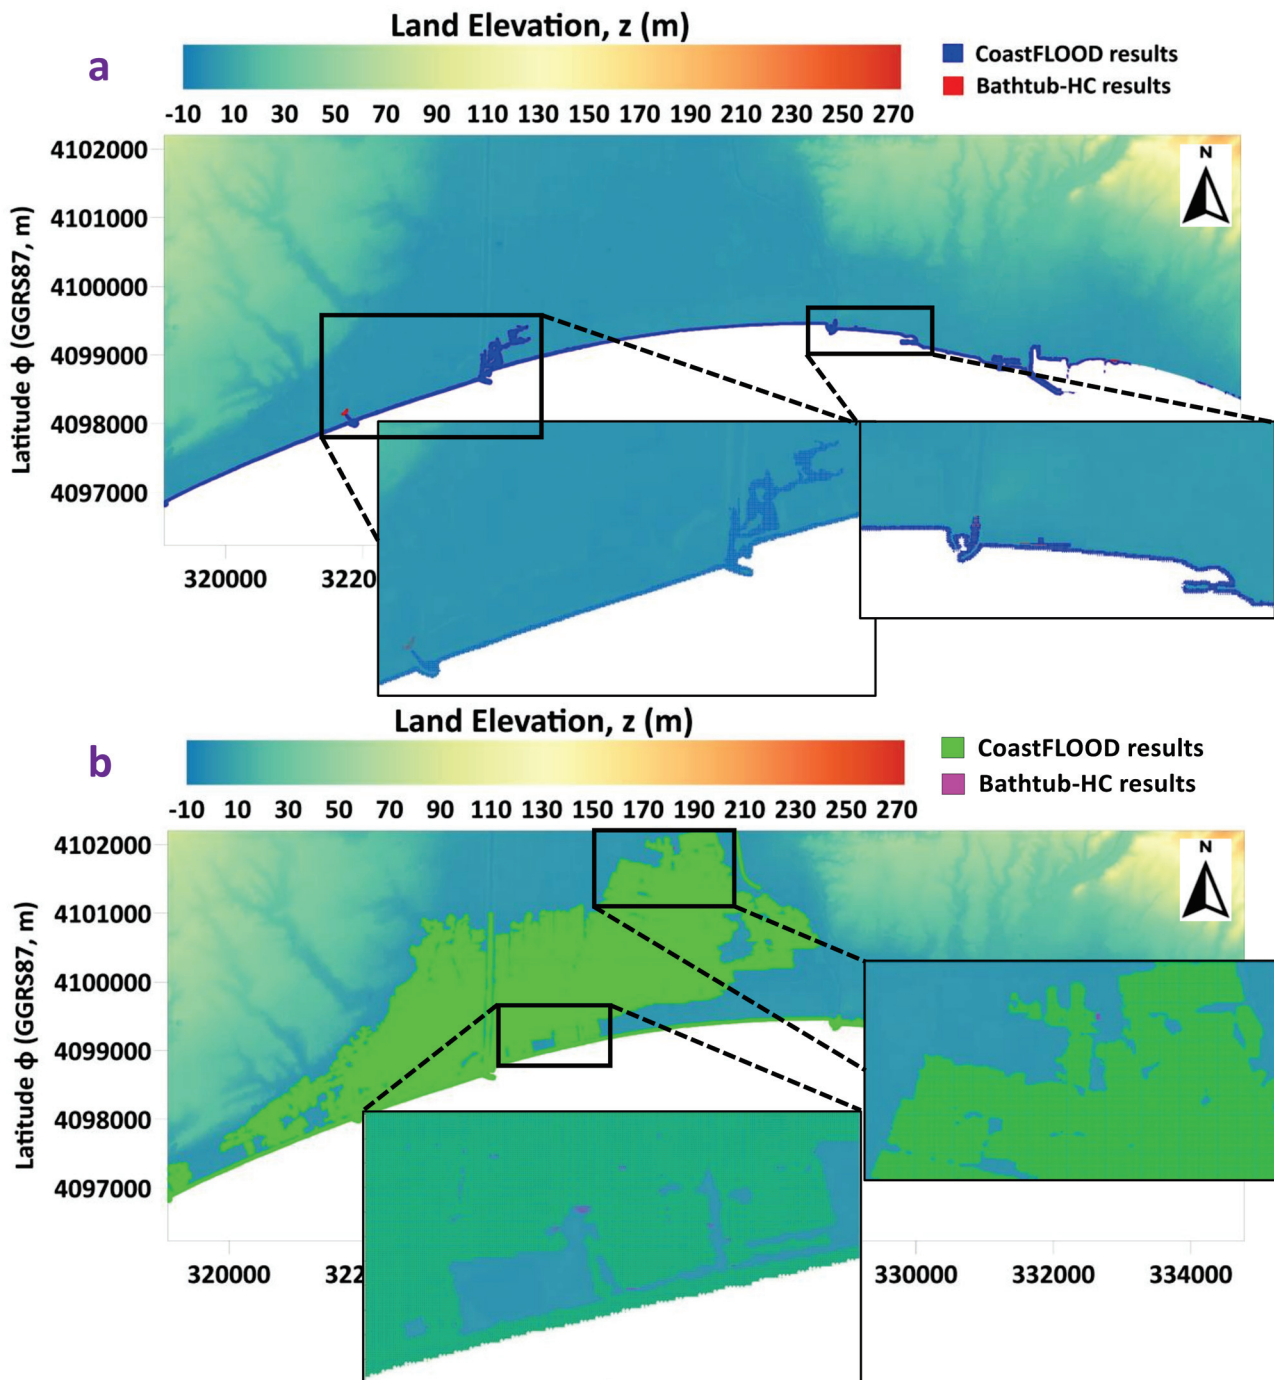 Land Elevation, z (m)
a
-10 10 30 50 70 90 110 130 150 170 190 210 230 250 270
CoastFLOOD results
Bathtub-HC results
N
Latitude ϕ (GGRS87, m)
4102000
4101000
4100000
4099000
4098000
4097000
320000 3220
Land Elevation, z (m)
b
-10 10 30 50 70 90 110 130 150 170 190 210 230 250 270
CoastFLOOD results
Bathtub-HC results
N
Latitude ϕ (GGRS87, m)
4102000
4101000
4100000
4099000
4098000
4097000
320000 322 330000 332000 334000